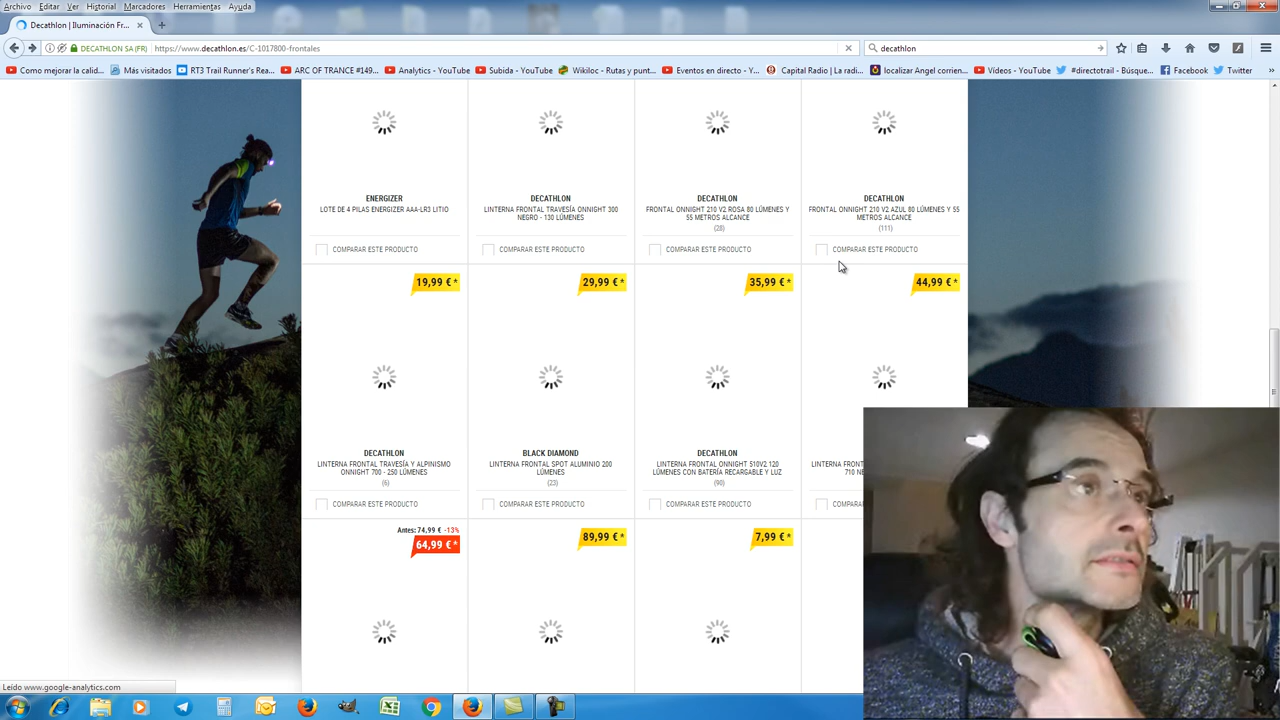 Archivo Editar Ver Historial Marcadores Herramientas Ayuda
Decathlon | Iluminación Fr...
DECATHLON SA (FR)
https://www.decathlon.es/C-1017800-frontales
decathlon
Como mejorar la calid...
Más visitados
RT3 Trail Runner's Rea...
ARC OF TRANCE #149...
Analytics - YouTube
Subida - YouTube
Wikiloc - Rutas y punt...
Eventos en directo - Y...
Capital Radio | La radi...
localizar Angel corrien...
Vídeos - YouTube
#directotrail - Búsque...
Facebook
Twitter
ENERGIZER
LOTE DE 4 PILAS ENERGIZER AAA-LR3 LITIO
COMPARAR ESTE PRODUCTO
DECATHLON
LINTERNA FRONTAL TRAVESÍA ONNIGHT 300
NEGRO - 130 LÚMENES
COMPARAR ESTE PRODUCTO
DECATHLON
FRONTAL ONNIGHT 210 V2 ROSA 80 LÚMENES Y
55 METROS ALCANCE
(28)
COMPARAR ESTE PRODUCTO
DECATHLON
FRONTAL ONNIGHT 210 V2 AZUL 80 LÚMENES Y 55
METROS ALCANCE
(111)
COMPARAR ESTE PRODUCTO
19,99 € *
DECATHLON
LINTERNA FRONTAL TRAVESÍA Y ALPINISMO
ONNIGHT 700 - 250 LÚMENES
(6)
COMPARAR ESTE PRODUCTO
29,99 € *
BLACK DIAMOND
LINTERNA FRONTAL SPOT ALUMINIO 200
LÚMENES
(23)
COMPARAR ESTE PRODUCTO
35,99 € *
DECATHLON
LINTERNA FRONTAL ONNIGHT 510V2 120
LÚMENES CON BATERÍA RECARGABLE Y LUZ
(90)
COMPARAR ESTE PRODUCTO
44,99 € *
Antes: 74,99 € -13%
64,99 € *
89,99 € *
7,99 € *
Leído www.google-analytics.com